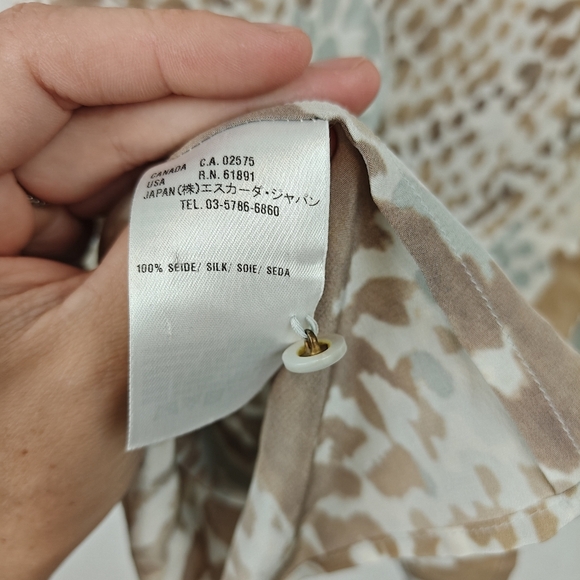 CANADA C.A. 02575
USA R.N. 61891
JAPAN(株)エスカーダ・ジャパン
TEL. 03-5786-6860
100% SEIDE/ SILK/ SOIE/ SEDA